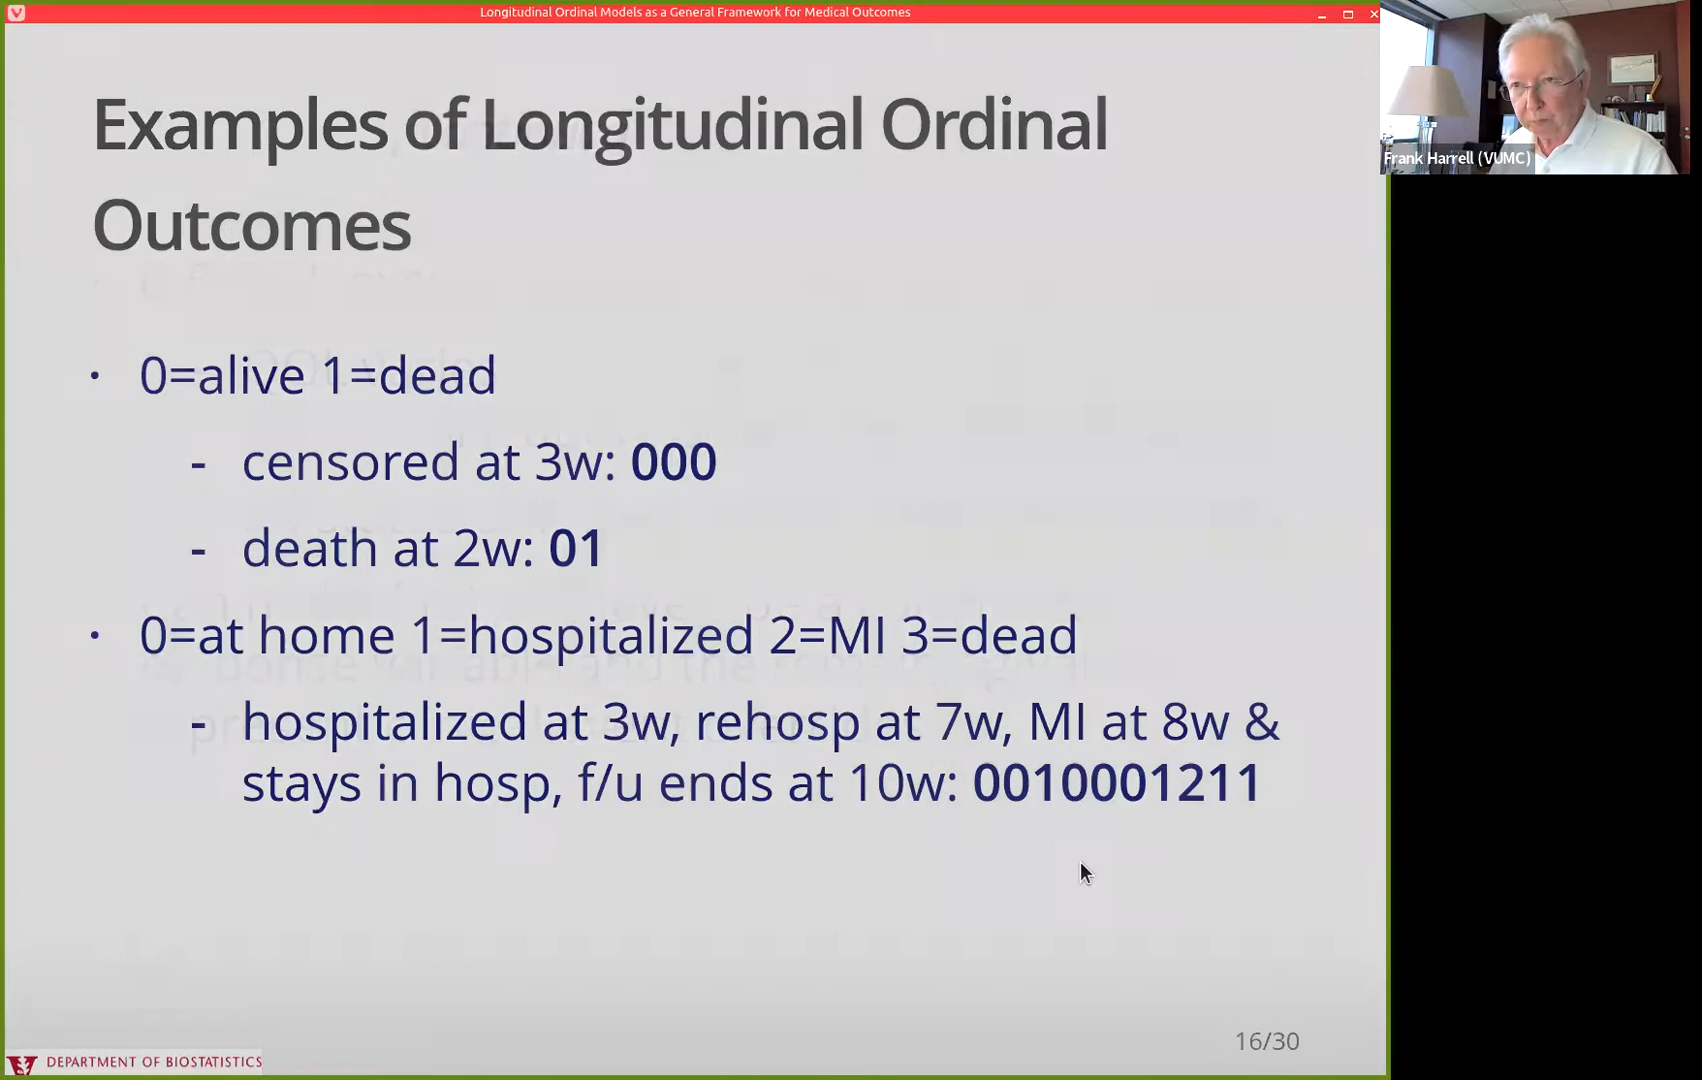 Longitudinal Ordinal Models as a General Framework for Medical Outcomes
Frank Harrell (VUMC)
Examples of Longitudinal Ordinal
Outcomes
· 0=alive 1=dead
- censored at 3w: 000
- death at 2w: 01
· 0=at home 1=hospitalized 2=MI 3=dead
- hospitalized at 3w, rehosp at 7w, MI at 8w &
stays in hosp, f/u ends at 10w: 0010001211
16/30
DEPARTMENT OF BIOSTATISTICS